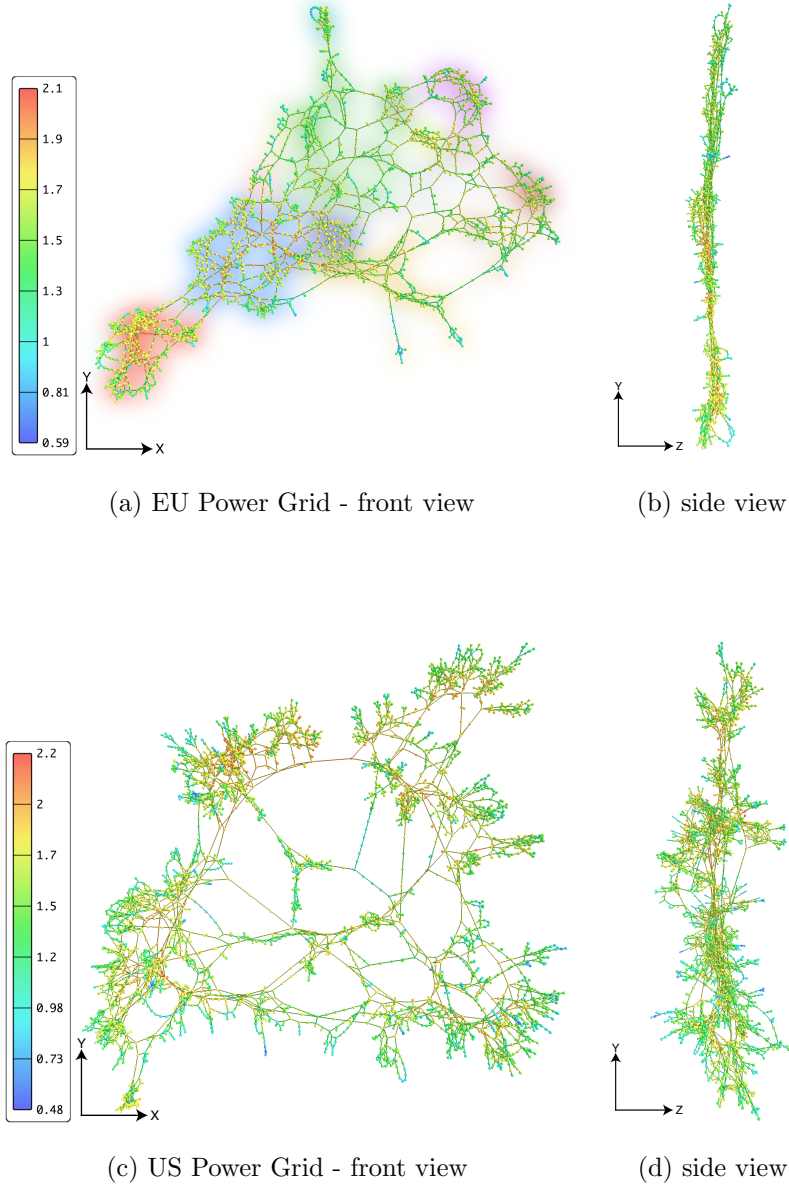 2.1
1.9
1.7
1.5
1.3
1
0.81
0.59
Y
X
Y
Z
(a) EU Power Grid - front view
(b) side view
2.2
2
1.7
1.5
1.2
0.98
0.73
0.48
Y
X
Y
Z
(c) US Power Grid - front view
(d) side view